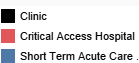 Clinic
Critical Access Hospital
Short Term Acute Care .